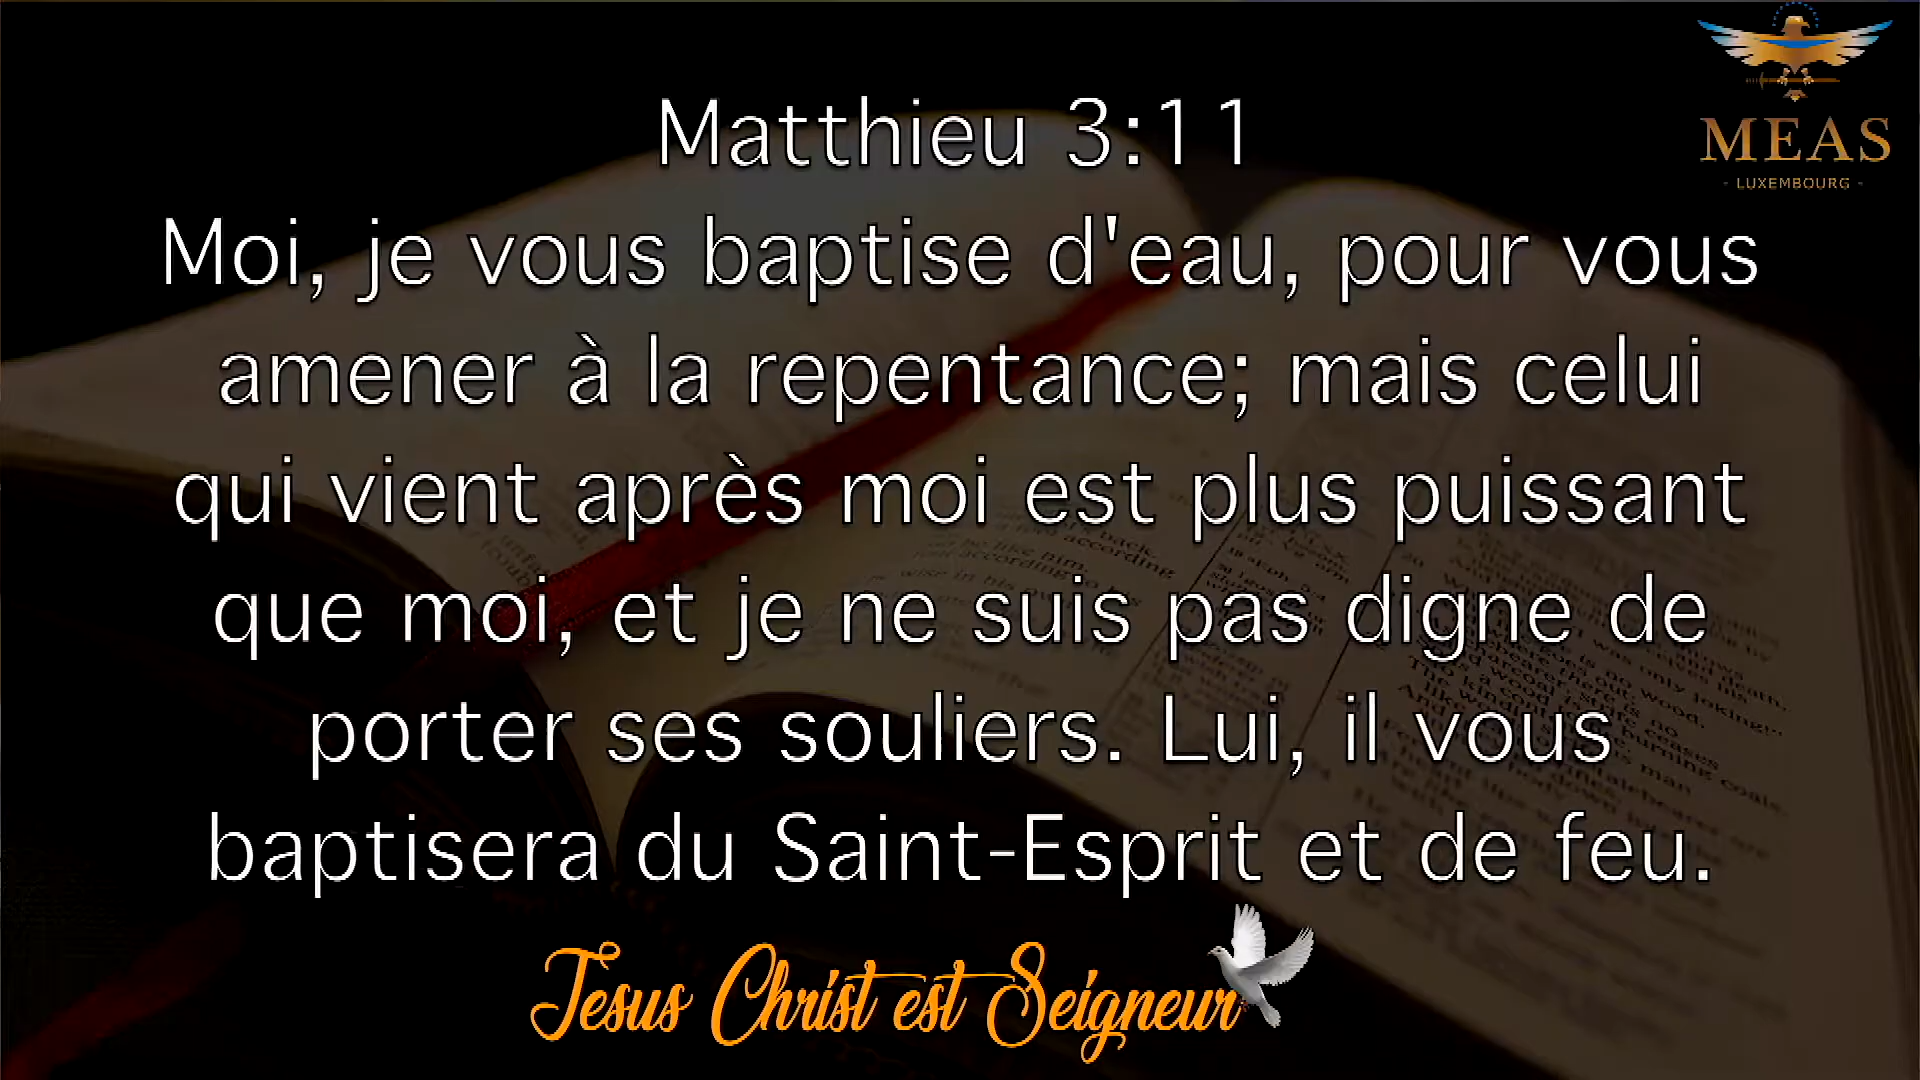 MEAS
- LUXEMBOURG -
Matthieu 3:11
Moi, je vous baptise d'eau, pour vous
amener à la repentance; mais celui
qui vient après moi est plus puissant
que moi, et je ne suis pas digne de
porter ses souliers. Lui, il vous
baptisera du Saint-Esprit et de feu.
Jèsus Christ est Seigneur